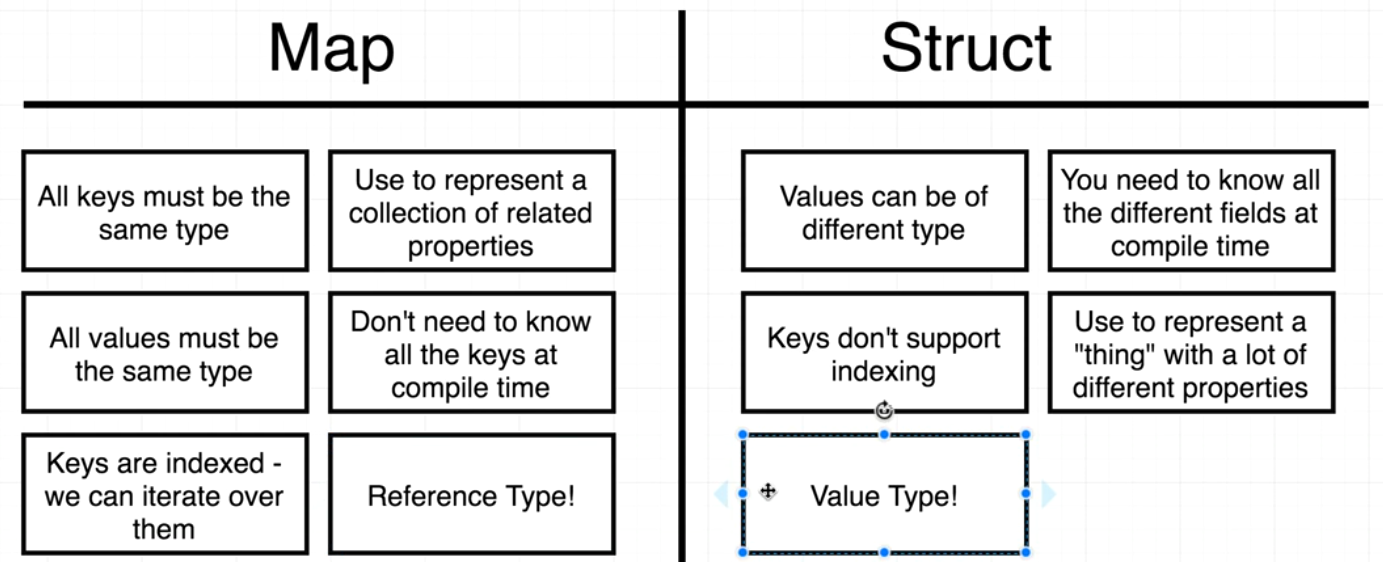 Map
Struct
All keys must be the
same type
Use to represent a
collection of related
properties
Values can be of
different type
You need to know all
the different fields at
compile time
All values must be
the same type
Don't need to know
all the keys at
compile time
Keys don't support
indexing
Use to represent a
"thing" with a lot of
different properties
Keys are indexed -
we can iterate over
them
Reference Type!
Value Type!